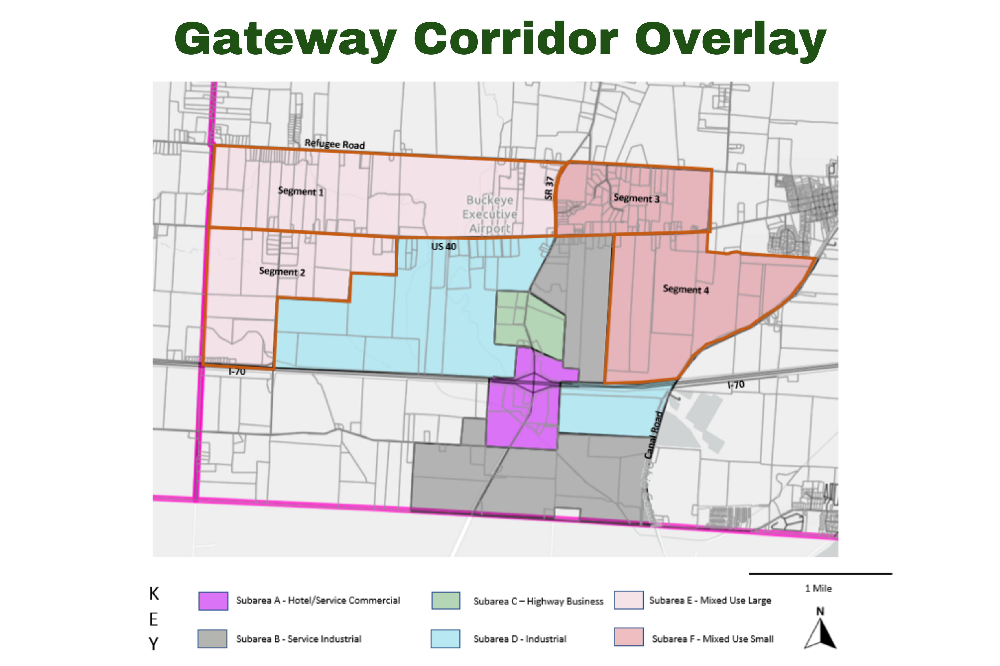 Gateway Corridor Overlay
Refugee Road
Segment 1
SR 37
Segment 3
Buckeye
Executive
Airport
US 40
Segment 2
Segment 4
I-70
I-70
Canal Road
Ohio Canal
1 Mile
N
K
E
Y
Subarea A - Hotel/Service Commercial
Subarea C – Highway Business
Subarea E - Mixed Use Large
Subarea B - Service Industrial
Subarea D - Industrial
Subarea F - Mixed Use Small